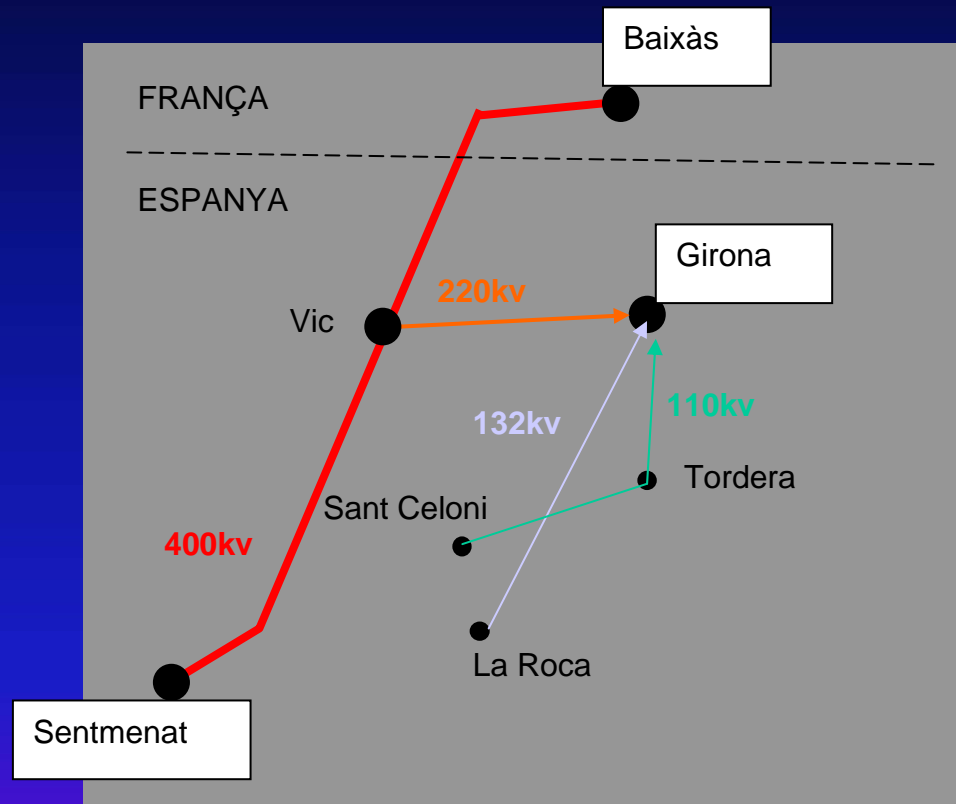 Baixàs
FRANÇA
ESPANYA
Girona
220kv
Vic
110kv
132kv
Tordera
Sant Celoni
400kv
La Roca
Sentmenat